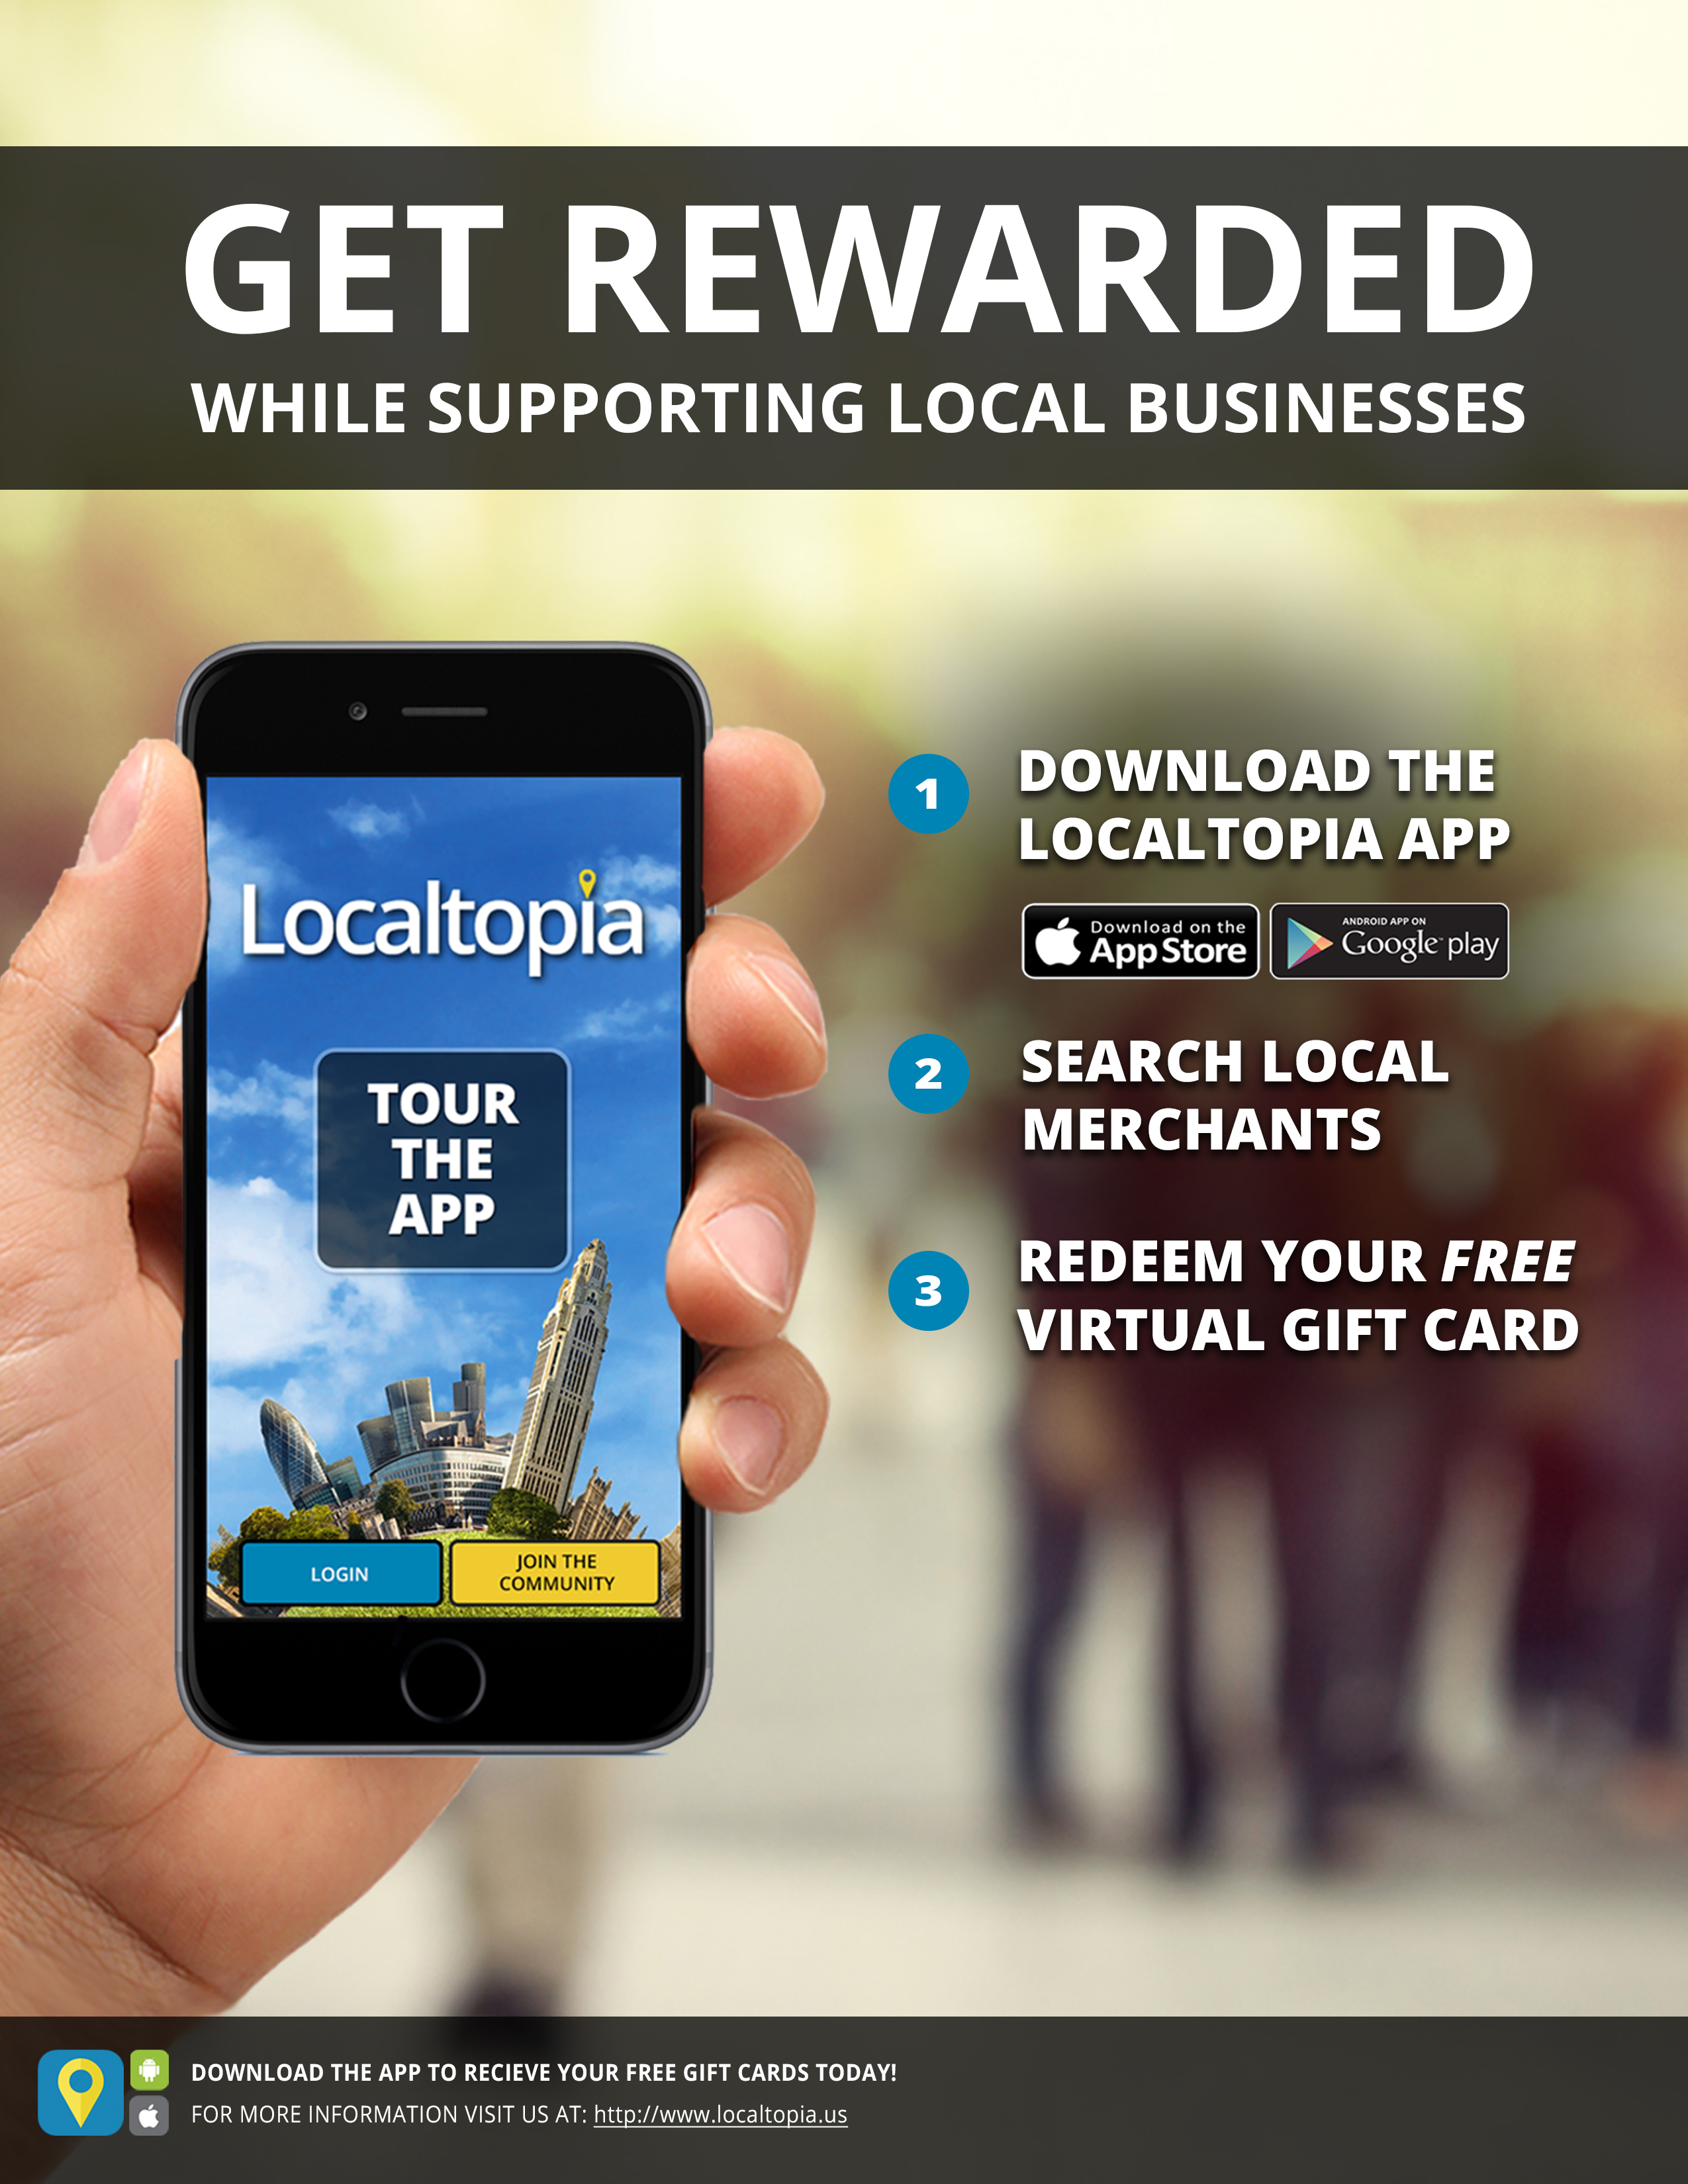 GET REWARDED
WHILE SUPPORTING LOCAL BUSINESSES
Localtopia
TOUR
THE
APP
LOGIN
JOIN THE
COMMUNITY
1
DOWNLOAD THE
LOCALTOPIA APP
Download on the
App Store
ANDROID APP ON
Google play
2
SEARCH LOCAL
MERCHANTS
3
REDEEM YOUR FREE
VIRTUAL GIFT CARD
DOWNLOAD THE APP TO RECIEVE YOUR FREE GIFT CARDS TODAY!
FOR MORE INFORMATION VISIT US AT: http://www.localtopia.us